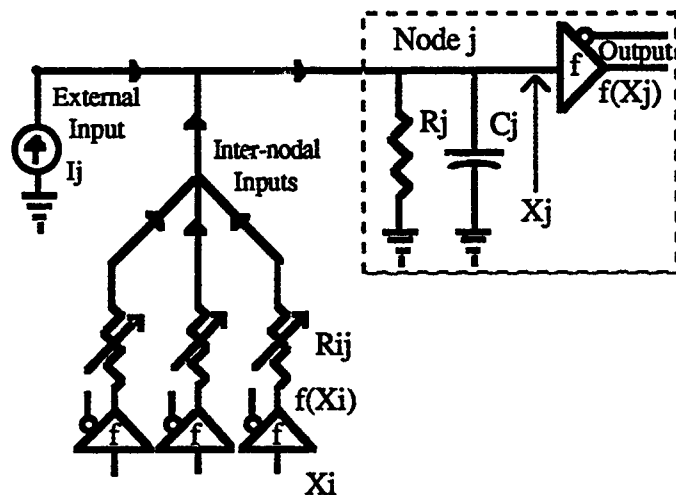 Node j
f
Output
f(Xj)
External
Input
Ij
Rj
Cj
Inter-nodal
Inputs
Xj
Rij
f(Xi)
f
f
f
Xi